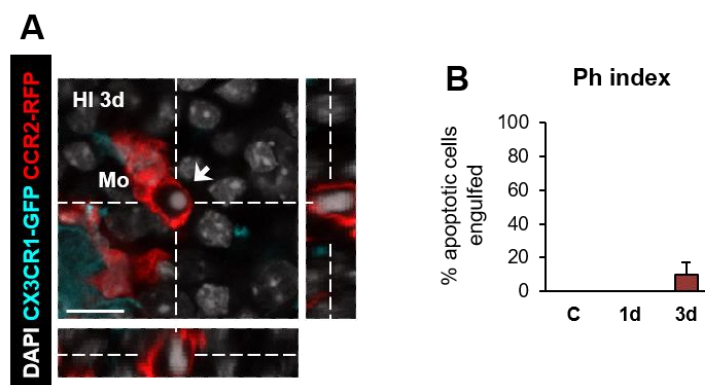 A
DAPI CX3CR1-GFP CCR2-RFP
HI 3d
Mo
B
Ph index
% apoptotic cells
engulfed
100
80
60
40
20
0
C 1d 3d